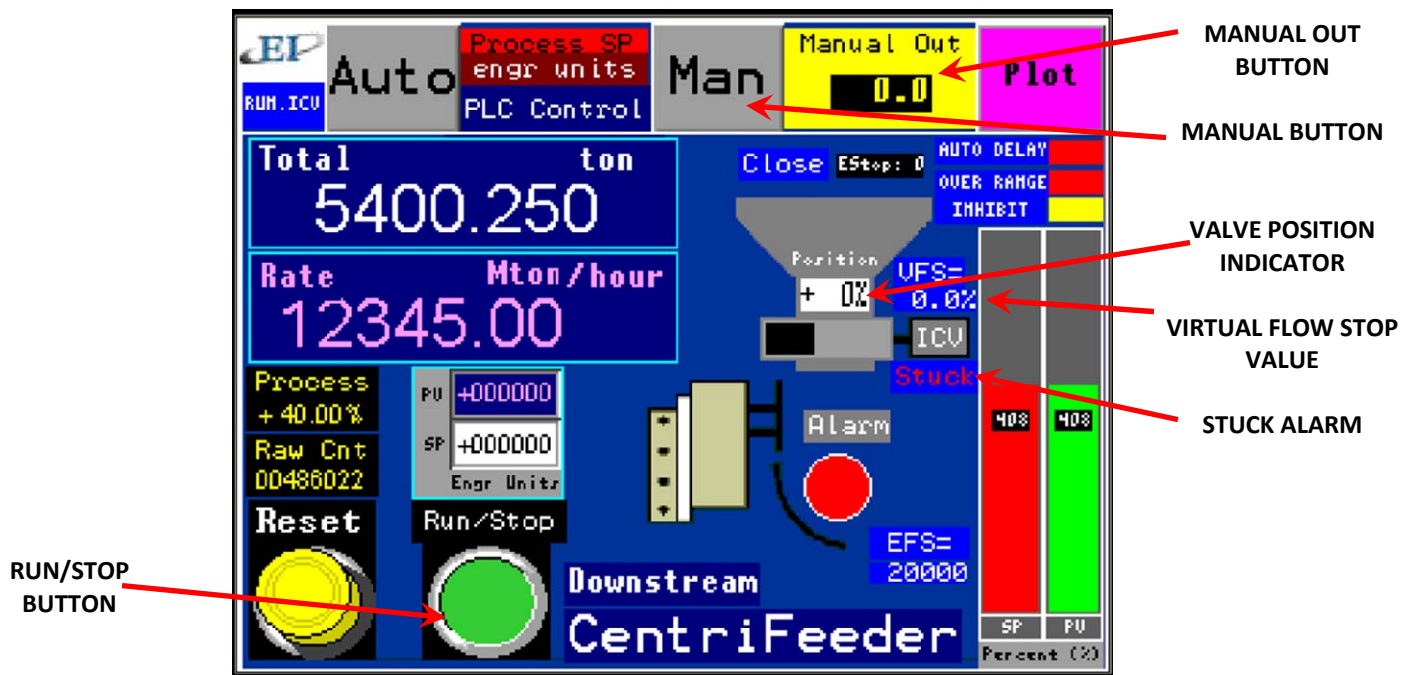 EI
RUN.ICV
Auto
Process SP
engr units
PLC Control
Man
Manual Out
0.0
Plot
MANUAL OUT
BUTTON
MANUAL BUTTON
Total ton
5400.250
Close
EStop: 0
AUTO DELAY
OVER RANGE
INHIBIT
Rate Mton/hour
12345.00
Position
+ 0%
VFS=
0.0%
ICV
Stuck
VALVE POSITION
INDICATOR
VIRTUAL FLOW STOP
VALUE
STUCK ALARM
Process
+ 40.00%
Raw Cnt
00486022
PV +000000
SP +000000
Engr Units
Alarm
40%
40%
Reset
Run/Stop
EFS=
20000
RUN/STOP
BUTTON
Downstream
CentriFeeder
SP PV
Percent (%)